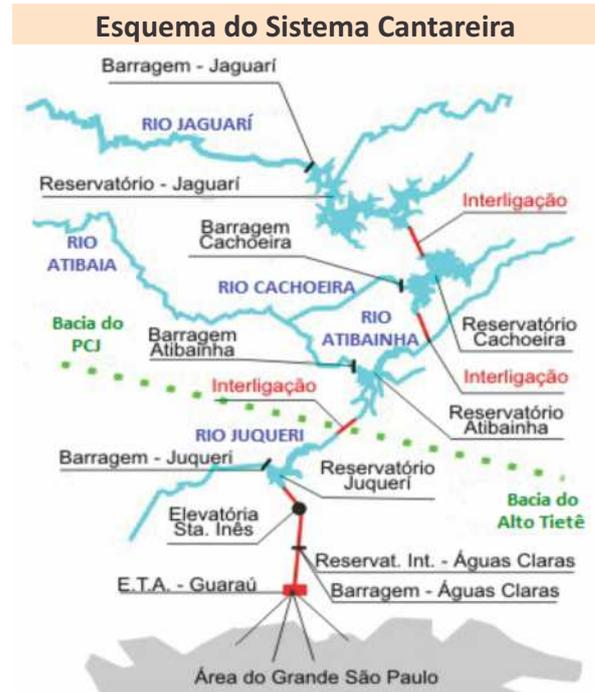 Esquema do Sistema Cantareira
Barragem - Jaguarí
RIO JAGUARÍ
Reservatório - Jaguarí
Interligação
Barragem
Cachoeira
RIO
ATIBAIA
RIO CACHOEIRA
RIO
ATIBAINHA
Reservatório
Cachoeira
Bacia do
PCJ
Barragem
Atibainha
Interligação
Interligação
Reservatório
Atibainha
RIO JUQUERI
Barragem - Juqueri
Reservatório
Juquerí
Bacia do
Alto Tietê
Elevatória
Sta. Inês
Reservat. Int. - Águas Claras
E.T.A. - Guaraú
Barragem - Águas Claras
Área do Grande São Paulo